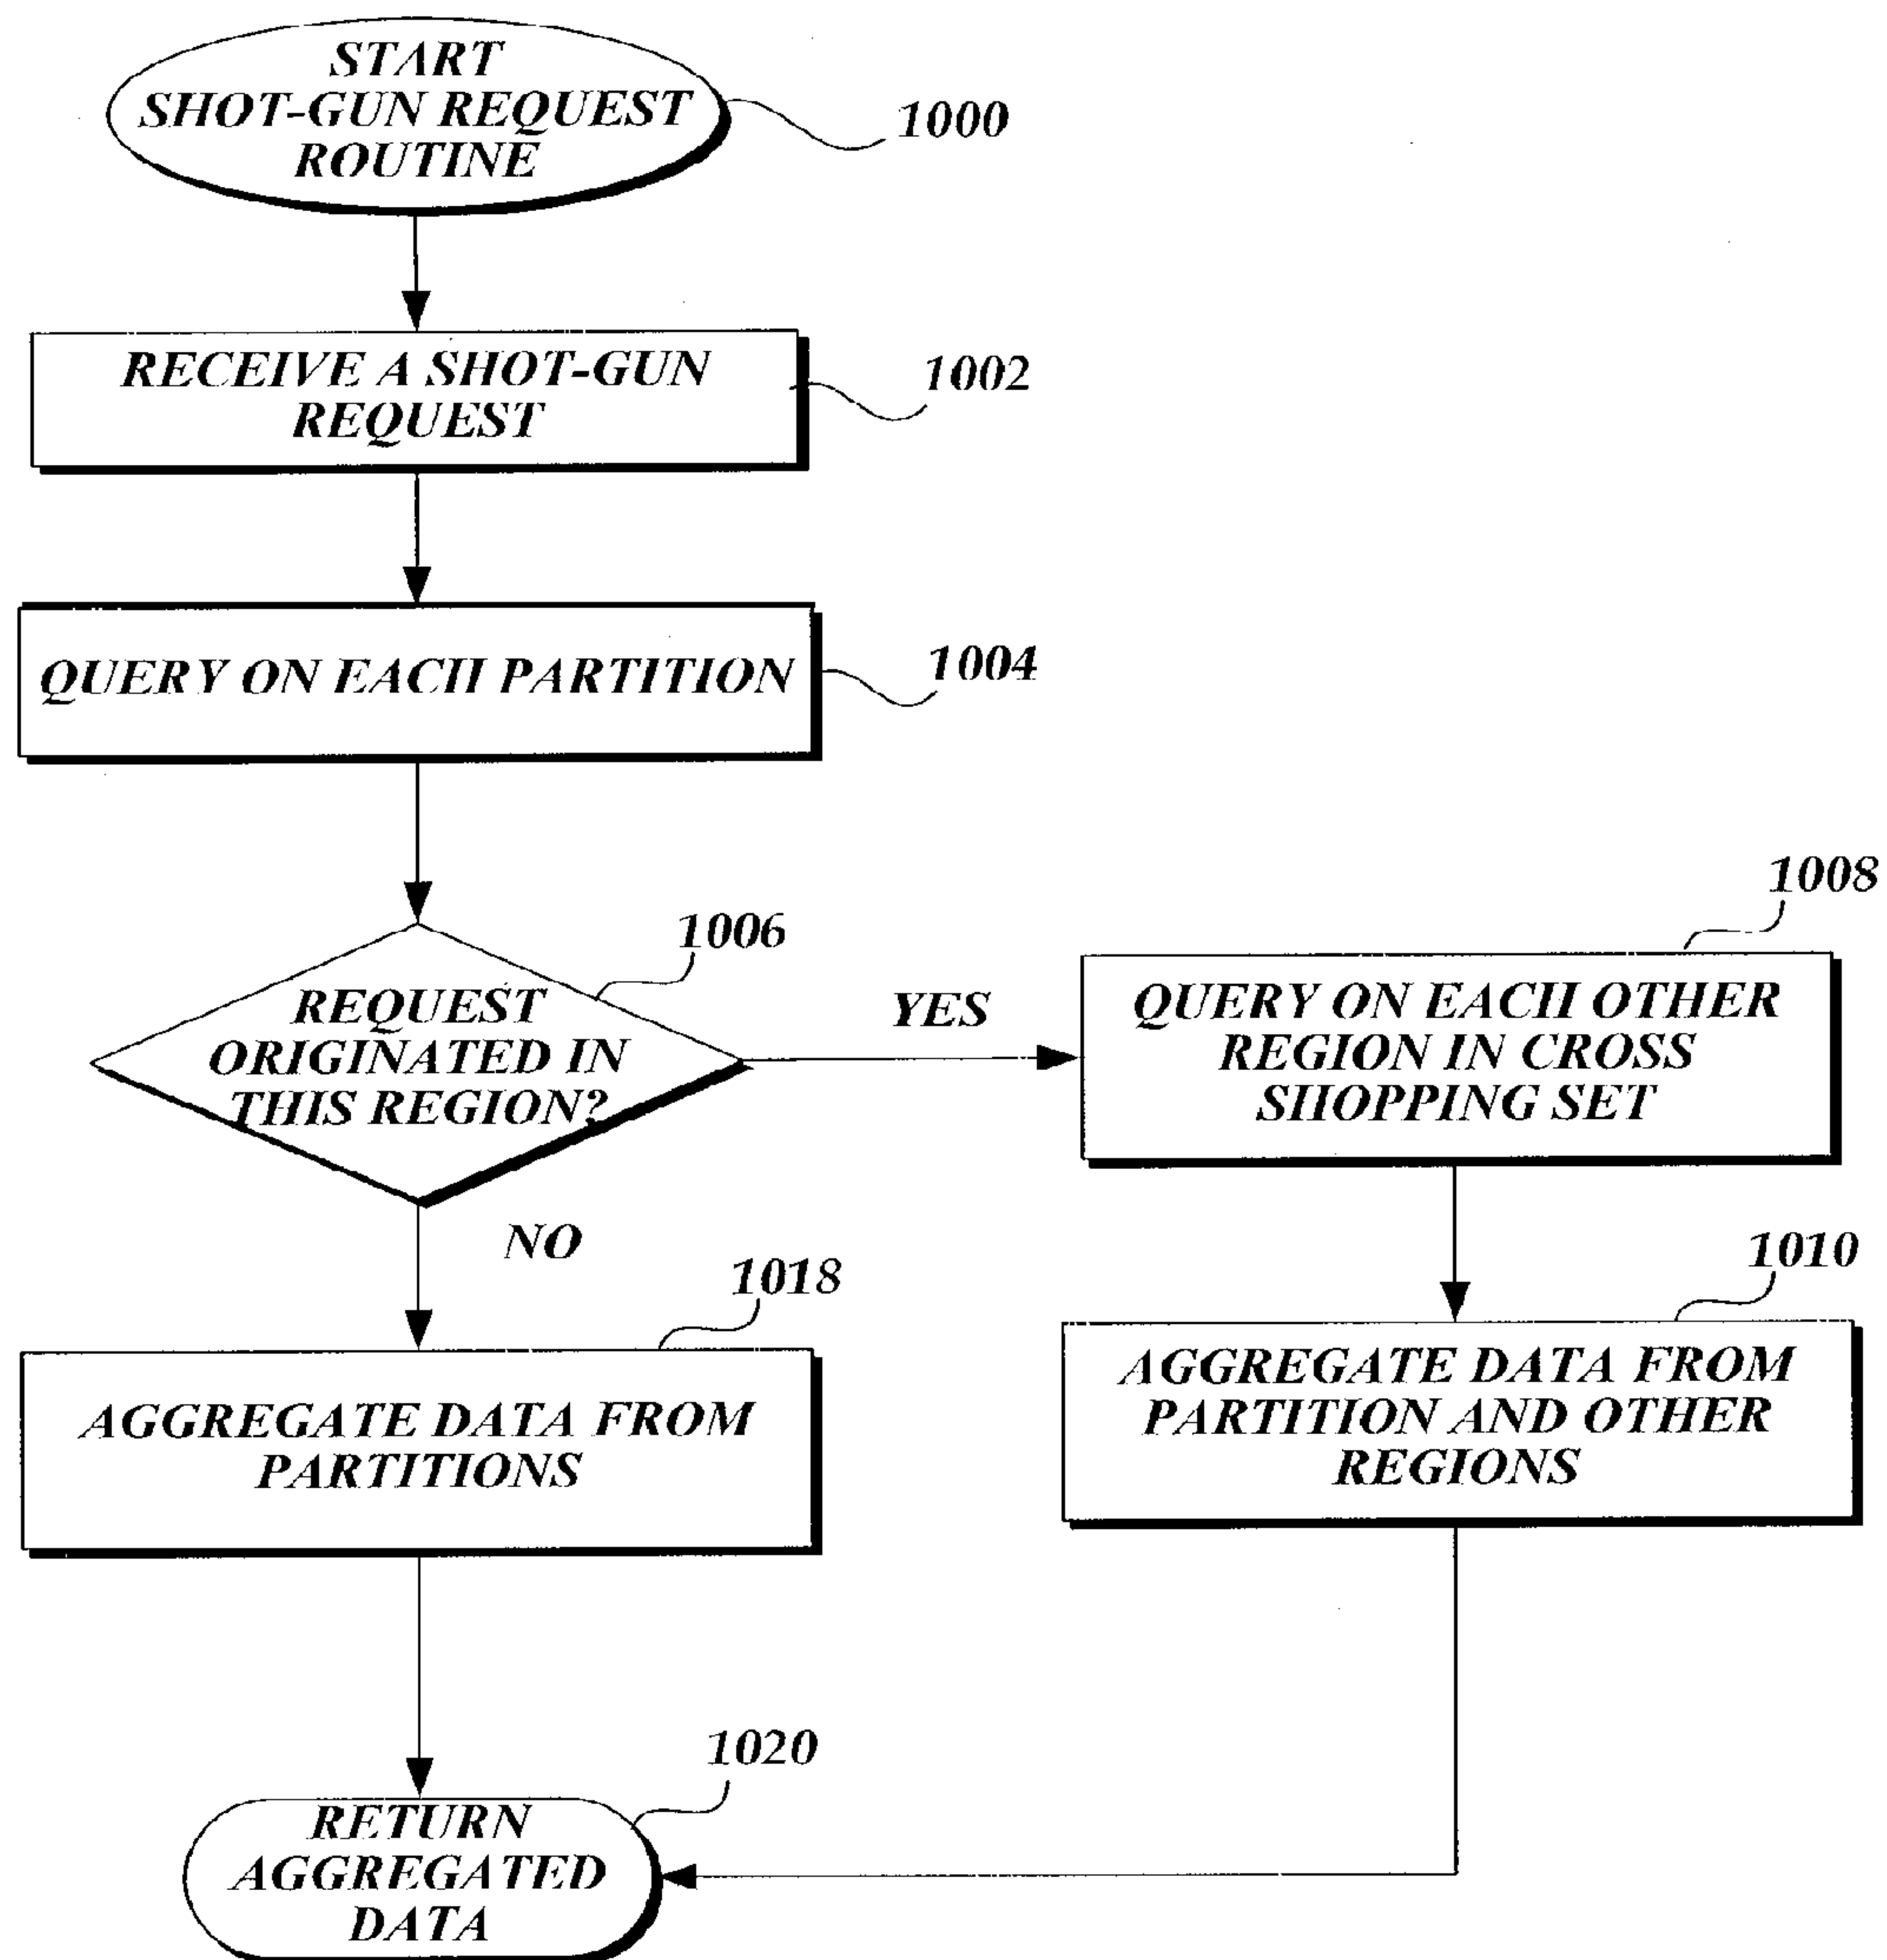 START
SHOT-GUN REQUEST
ROUTINE
1000
RECEIVE A SHOT-GUN
REQUEST
1002
QUERY ON EACH PARTITION
1004
REQUEST
ORIGINATED IN
THIS REGION?
1006
YES
QUERY ON EACH OTHER
REGION IN CROSS
SHOPPING SET
1008
NO
AGGREGATE DATA FROM
PARTITIONS
1018
AGGREGATE DATA FROM
PARTITION AND OTHER
REGIONS
1010
RETURN
AGGREGATED
DATA
1020